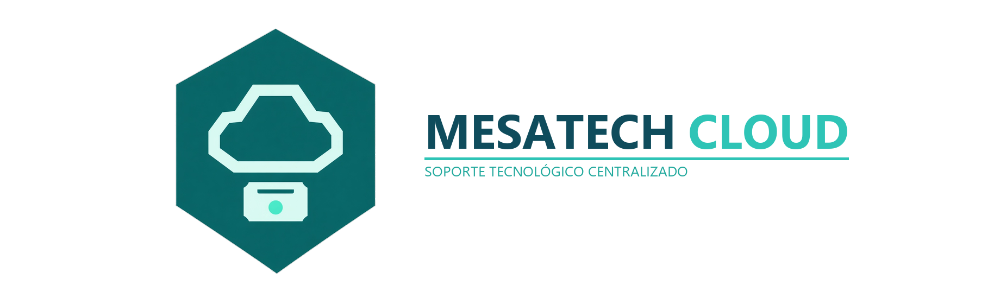 MESATECH CLOUD
SOPORTE TECNOLÓGICO CENTRALIZADO